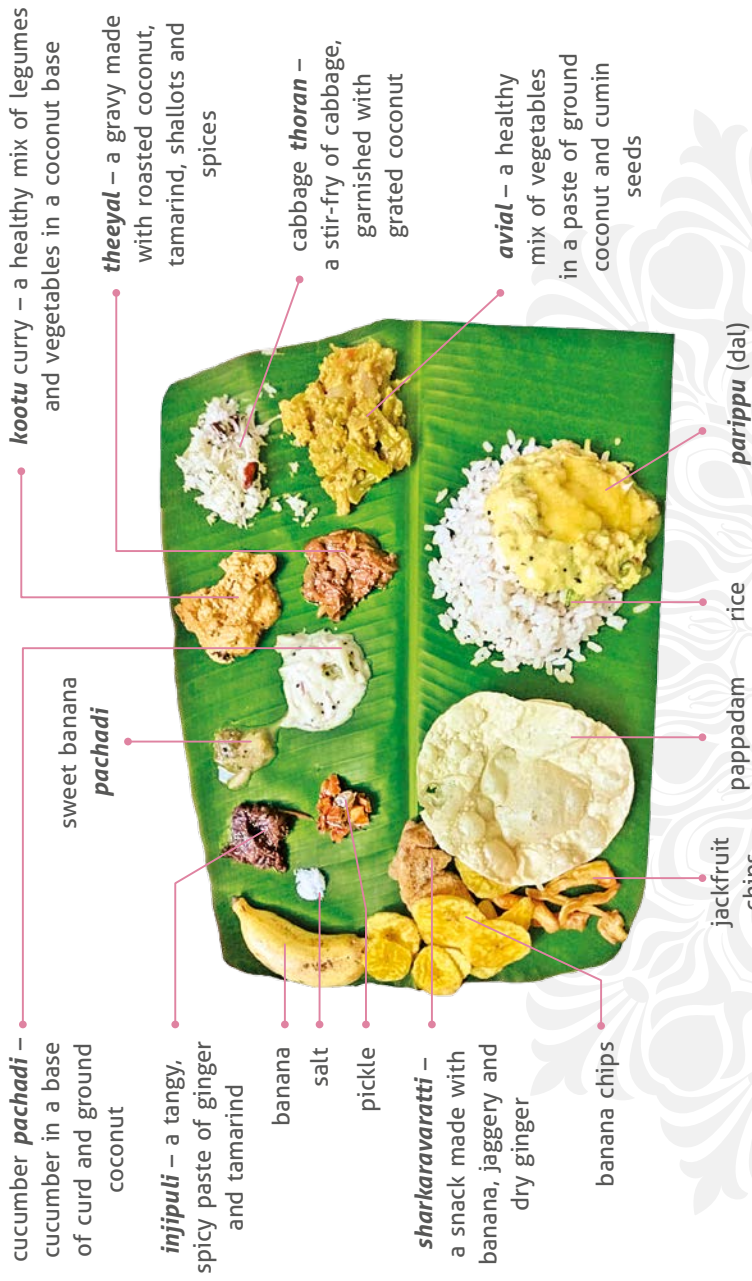 cucumber pachadi –
cucumber in a base
of curd and ground
coconut
sweet banana
pachadi
kootu curry – a healthy mix of legumes
and vegetables in a coconut base
theeyal – a gravy made
with roasted coconut,
tamarind, shallots and
spices
injipuli – a tangy,
spicy paste of ginger
and tamarind
banana
salt
pickle
cabbage thoran –
a stir-fry of cabbage,
garnished with
grated coconut
sharkaravaratti –
a snack made with
banana, jaggery and
dry ginger
avial – a healthy
mix of vegetables
in a paste of ground
coconut and cumin
seeds
banana chips
jackfruit
chips
pappadam
rice
parippu (dal)